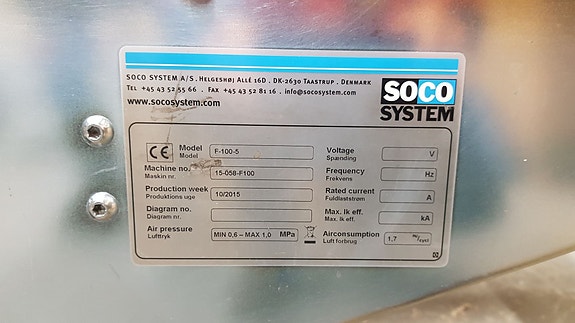 SOCO SYSTEM A/S . HELGESHØJ ALLÉ 16D . DK-2630 TAASTRUP . DENMARK
TEL +45 43 52 55 66 . FAX +45 43 52 81 16 . info@socosystem.com
www.socosystem.com
SOCO
SYSTEM
CE
Model F-100-5
Model
Machine no. 15-058-F100
Maskin nr.
Production week 10/2015
Produktions uge
Diagram no.
Diagram nr.
Air pressure MIN 0,6 – MAX 1,0 MPa
Lufttryk
Voltage V
Spænding
Frequency Hz
Frekvens
Rated current A
Fuldlaststrøm
Max. Ik eff. kA
Max. Ik eff.
Airconsumption 1,7
Luft forbrug